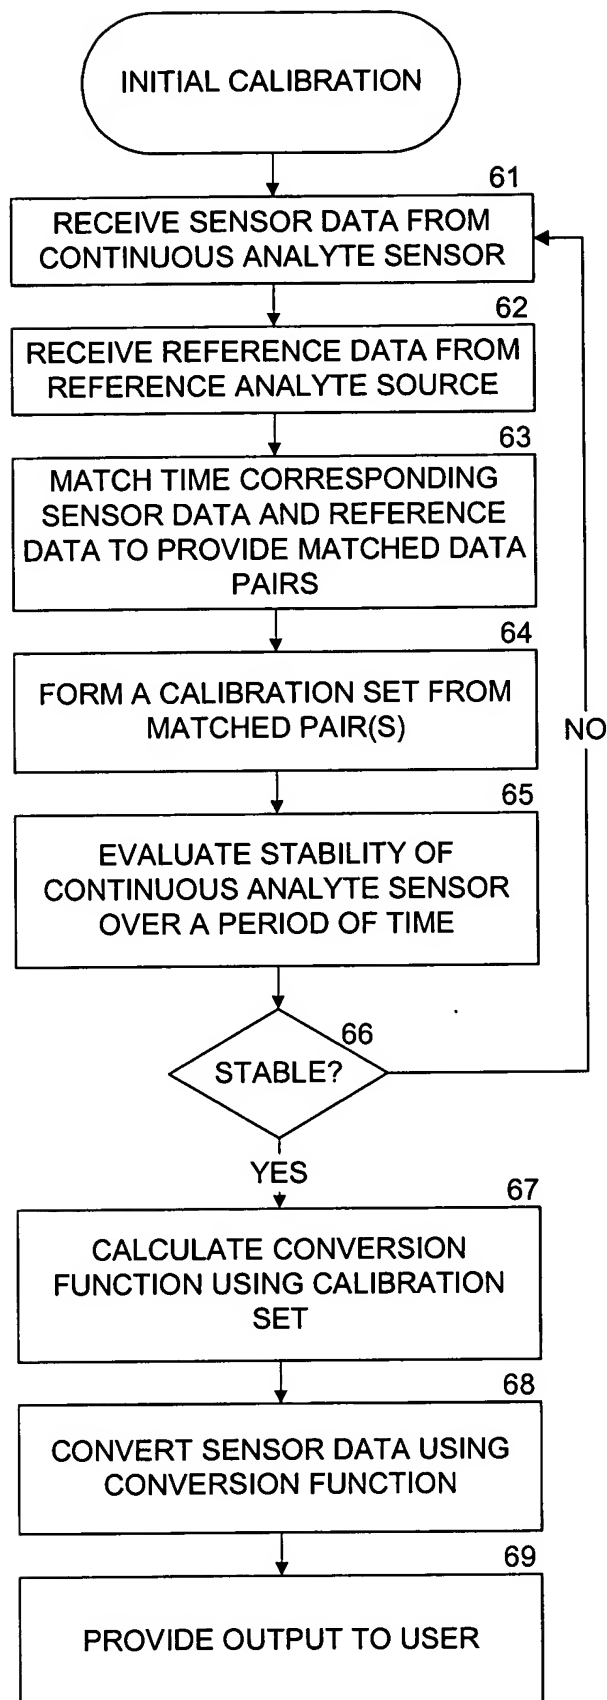 INITIAL CALIBRATION
61
RECEIVE SENSOR DATA FROM
CONTINUOUS ANALYTE SENSOR
62
RECEIVE REFERENCE DATA FROM
REFERENCE ANALYTE SOURCE
63
MATCH TIME CORRESPONDING
SENSOR DATA AND REFERENCE
DATA TO PROVIDE MATCHED DATA
PAIRS
64
FORM A CALIBRATION SET FROM
MATCHED PAIR(S)
NO
65
EVALUATE STABILITY OF
CONTINUOUS ANALYTE SENSOR
OVER A PERIOD OF TIME
66
STABLE?
YES
67
CALCULATE CONVERSION
FUNCTION USING CALIBRATION
SET
68
CONVERT SENSOR DATA USING
CONVERSION FUNCTION
69
PROVIDE OUTPUT TO USER